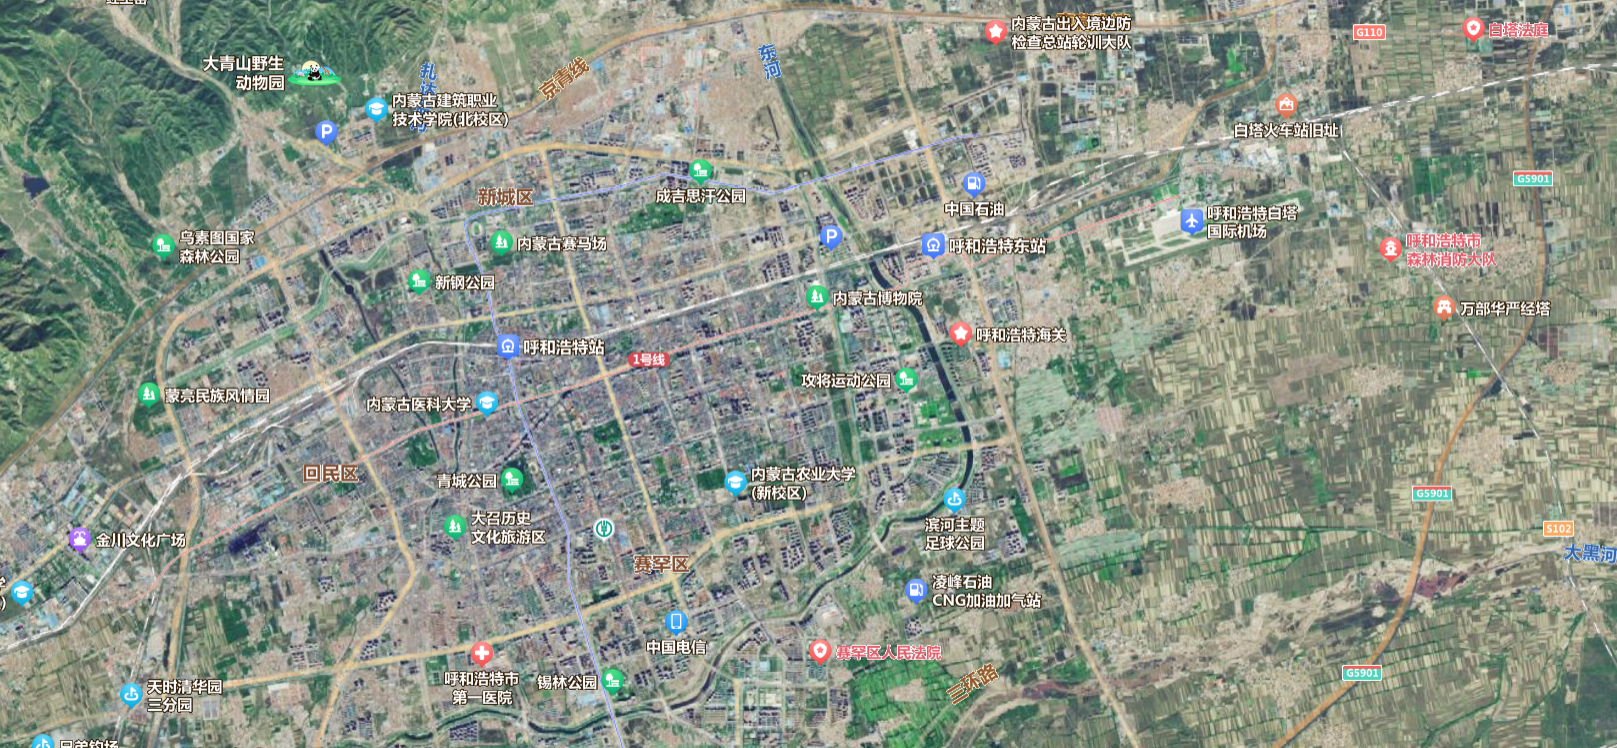 内蒙古出入境边防
检查总站轮训大队
G110
白塔法庭
大青山野生
动物园
东河
京青线
内蒙古建筑职业
技术学院(北校区)
P
白塔火车站旧址
G5901
新城区
成吉思汗公园
中国石油
呼和浩特白塔
国际机场
乌素图国家
森林公园
内蒙古赛马场
P
呼和浩特东站
呼和浩特市
森林消防大队
新钢公园
内蒙古博物院
万部华严经塔
呼和浩特站
1号线
呼和浩特海关
蒙亮民族风情园
内蒙古医科大学
攻将运动公园
回民区
青城公园
内蒙古农业大学
(新校区)
G5901
大召历史
文化旅游区
滨河主题
足球公园
S102
金川文化广场
大黑河
赛罕区
凌峰石油
CNG加油加气站
中国电信
赛罕区人民法院
呼和浩特市
第一医院
锡林公园
三环路
G5901
天时清华园
三分园